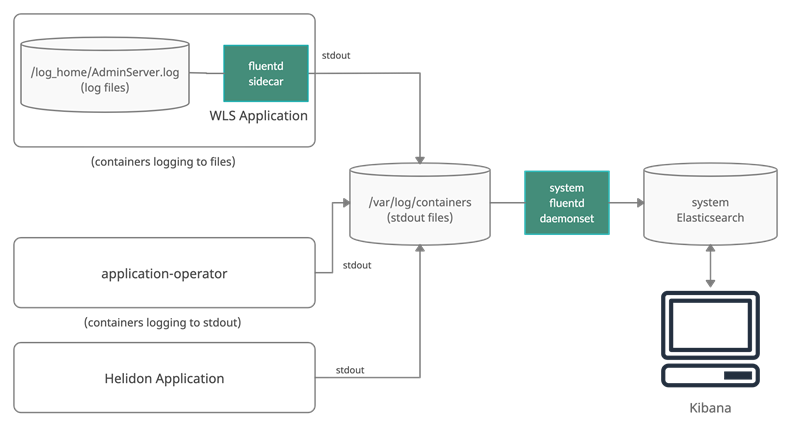 /log_home/AdminServer.log
(log files)
fluentd
sidecar
stdout
WLS Application
(containers logging to files)
/var/log/containers
(stdout files)
system
fluentd
daemonset
system
Elasticsearch
application-operator
stdout
(containers logging to stdout)
Helidon Application
stdout
Kibana